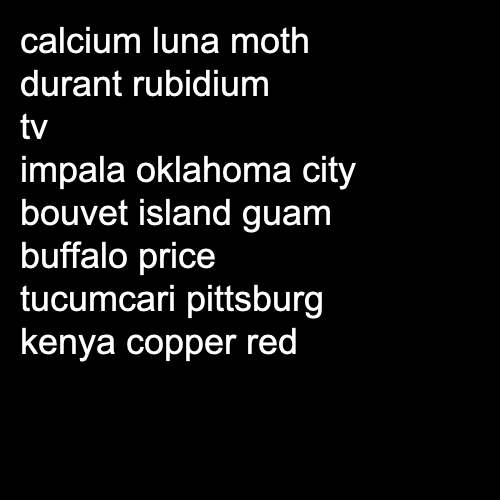 calcium luna moth
durant rubidium
tv
impala oklahoma city
bouvet island guam
buffalo price
tucumcari pittsburg
kenya copper red